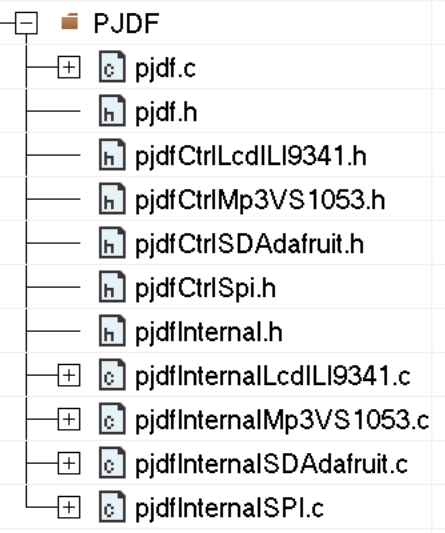 PJDF
pjdf.c
pjdf.h
pjdfCtrlLcdILI9341.h
pjdfCtrlMp3VS1053.h
pjdfCtrlSDAdafruit.h
pjdfCtrlSpi.h
pjdfInternal.h
pjdfInternalLcdILI9341.c
pjdfInternalMp3VS1053.c
pjdfInternalSDAdafruit.c
pjdfInternalSPI.c